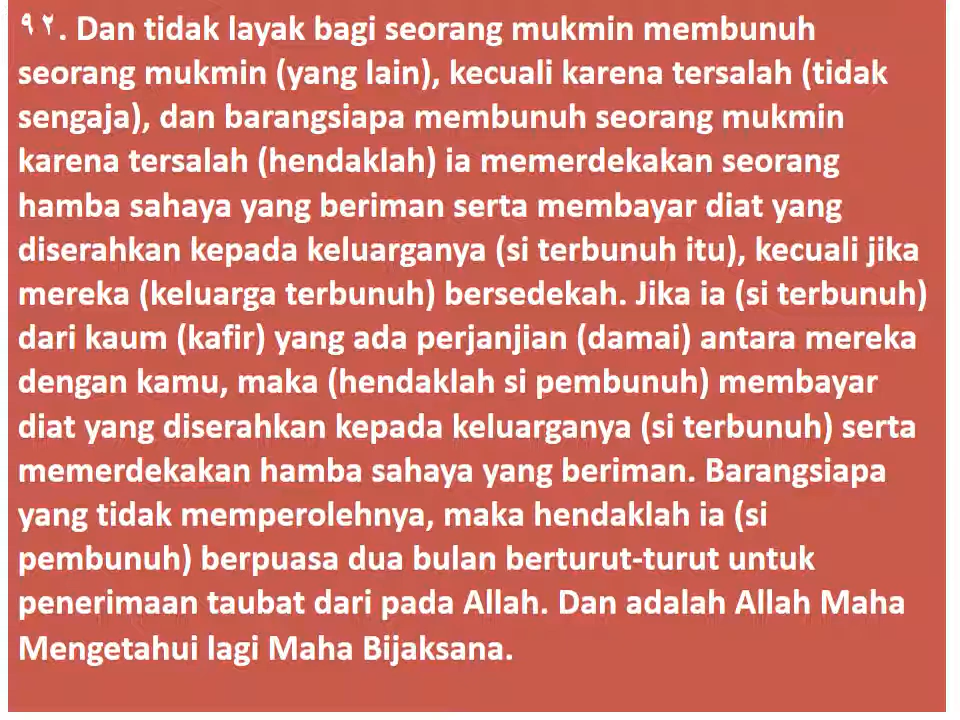 ٩٢. Dan tidak layak bagi seorang mukmin membunuh
seorang mukmin (yang lain), kecuali karena tersalah (tidak
sengaja), dan barangsiapa membunuh seorang mukmin
karena tersalah (hendaklah) ia memerdekakan seorang
hamba sahaya yang beriman serta membayar diat yang
diserahkan kepada keluarganya (si terbunuh itu), kecuali jika
mereka (keluarga terbunuh) bersedekah. Jika ia (si terbunuh)
dari kaum (kafir) yang ada perjanjian (damai) antara mereka
dengan kamu, maka (hendaklah si pembunuh) membayar
diat yang diserahkan kepada keluarganya (si terbunuh) serta
memerdekakan hamba sahaya yang beriman. Barangsiapa
yang tidak memperolehnya, maka hendaklah ia (si
pembunuh) berpuasa dua bulan berturut-turut untuk
penerimaan taubat dari pada Allah. Dan adalah Allah Maha
Mengetahui lagi Maha Bijaksana.